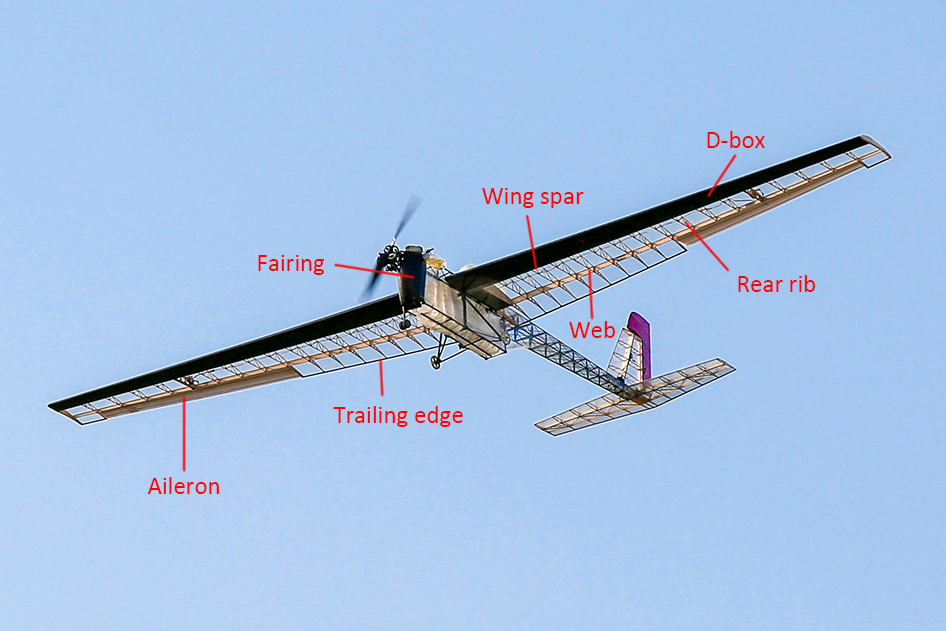 D-box
Wing spar
Fairing
Rear rib
Web
Trailing edge
Aileron